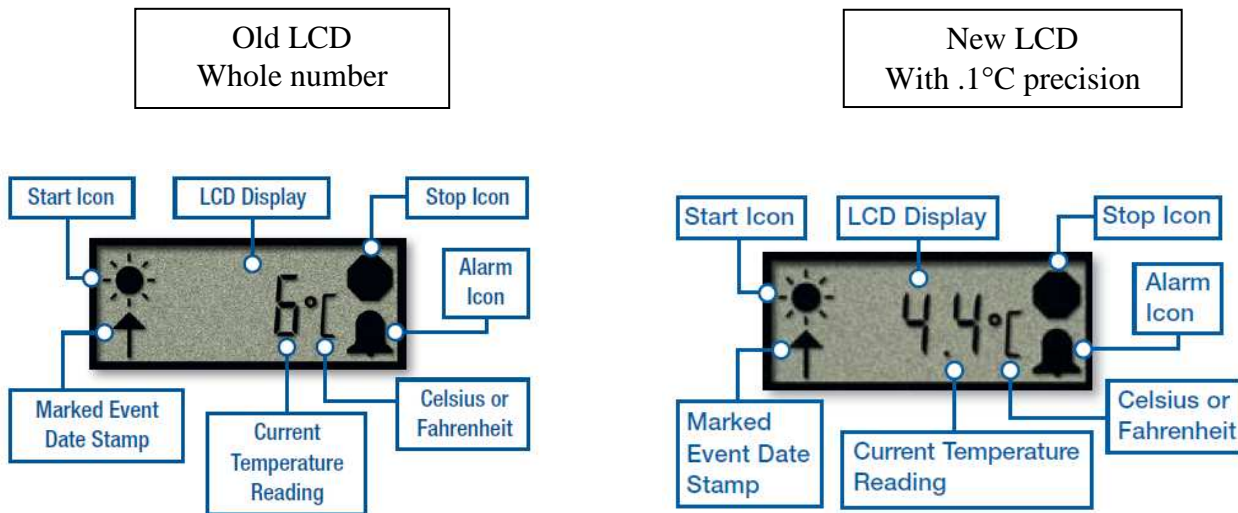 Old LCD
Whole number
New LCD
With .1°C precision
Start Icon
LCD Display
Stop Icon
Alarm
Icon
6°C
Marked Event
Date Stamp
Current
Temperature
Reading
Celsius or
Fahrenheit
Start Icon
LCD Display
Stop Icon
Alarm
Icon
4.4°C
Marked
Event Date
Stamp
Current Temperature
Reading
Celsius or
Fahrenheit